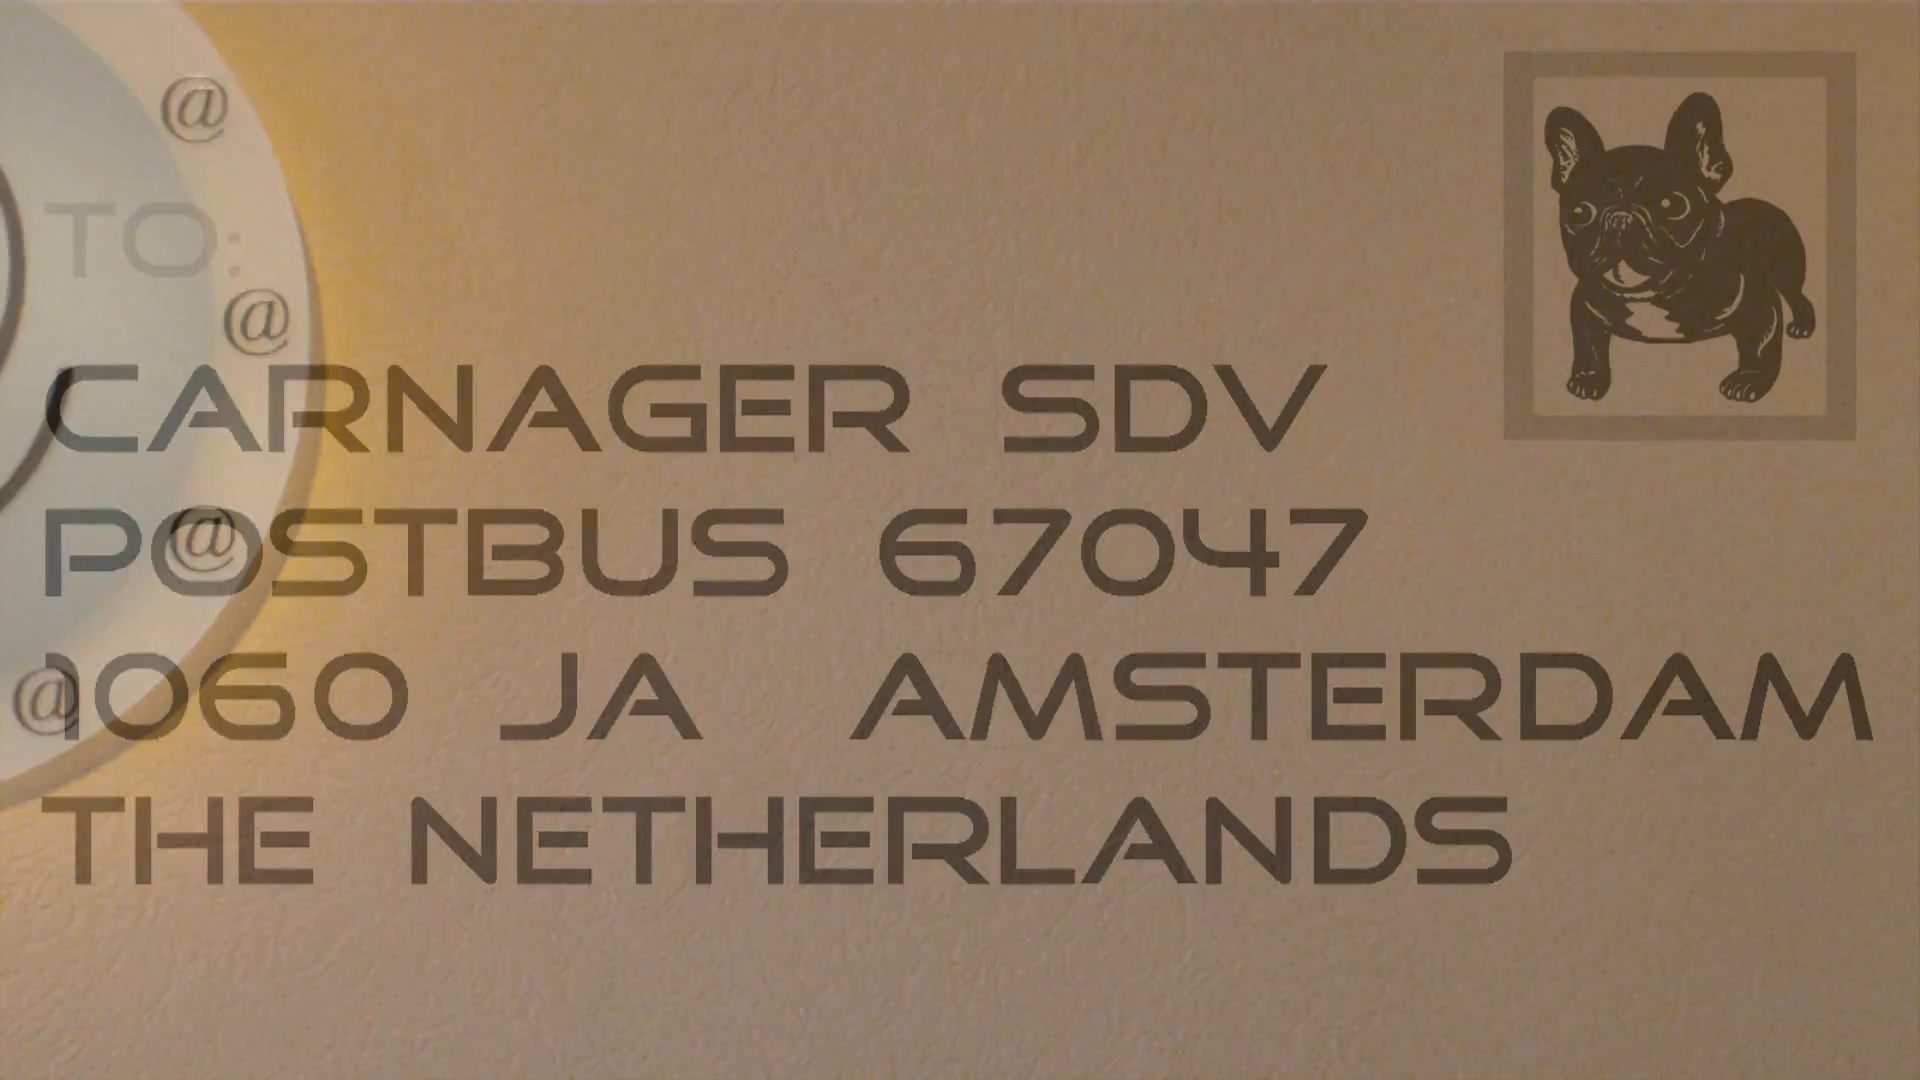 @
TO:
@
CARNAGER SDV
POSTBUS 67047
@
1060 JA AMSTERDAM
@
THE NETHERLANDS